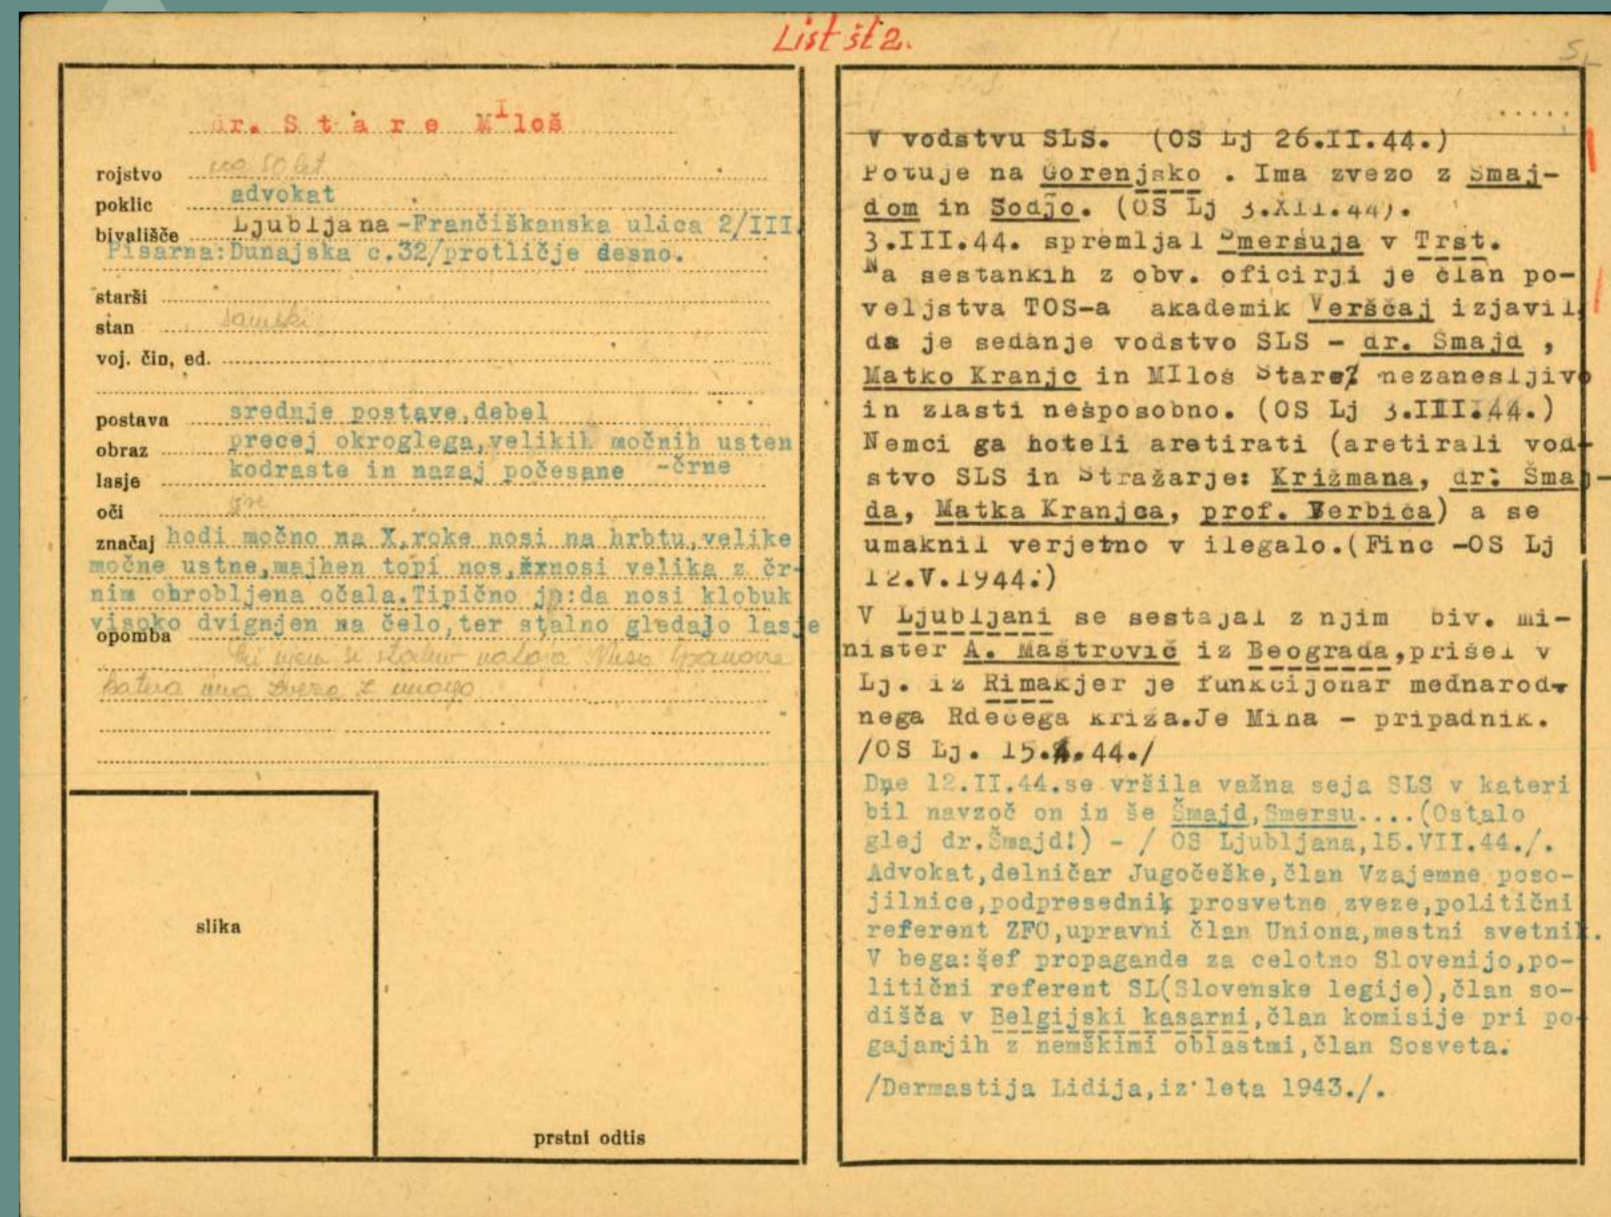 List št 2.
dr. S t a r e MIloš
rojstvo
poklic advokat
bivališče Ljubljana-Frančiškanska ulica 2/III.
Pisarna:Dunajska c.32/protličje desno.
starši
stan samski
voj. čin, ed.
postava srednje postave,debel
obraz precej okroglega,velikih močnih usten
lasje kodraste in nazaj počesane -črne
oči
značaj hodi močno na X,roke nosi na hrbtu,velike
močne ustne,majhen topi nos,žxnosi velika z čr-
nim obrobljena očala.Tipično jp:da nosi klobuk
visoko dvignjen na čelo,ter stalno gledajo lasje
opomba
slika
prstni odtis
V vodstvu SLS. (OS Lj 26.II.44.)
Potuje na Gorenjsko . Ima zvezo z Smaj-
dom in Sodjo. (OS Lj 3.XII.44).
3.III.44. spremljal Smersuja v Trst.
Na sestankih z obv. oficirji je član po-
veljstva TOS-a akademik Verščaj izjavil,
da je sedanje vodstvo SLS - dr. Smajd ,
Matko Kranjc in MIloš Stare nezanesljivo
in zlasti nesposobno. (OS Lj 3.III.44.)
Nemci ga hoteli aretirati (aretirali vod-
stvo SLS in Stražarje: Križmana, dr. Šmaj-
da, Matka Kranjca, prof. Verbica) a se
umaknil verjetno v ilegalo.(Finc -OS Lj
12.V.1944.)
V Ljubljani se sestajal z njim biv. mi-
nister A. Maštrovič iz Beograda,prišel v
Lj. iz Rimakjer je funkcijonar mednarod-
nega Rdečega križa.Je Miha - pripadnik.
/OS Lj. 15. .44./
Dne 12.II.44.se vršila važna seja SLS v kateri
bil navzoč on in še Šmajd,Smersu....(Ostalo
glej dr.Šmajd!) - / OS Ljubljana,15.VII.44./.
Advokat,delničar Jugočeške,član Vzajemne poso-
jilnice,podpresednik prosvetne zveze,politični
referent ZFO,upravni član Uniona,mestni svetnik.
V bega:šef propagande za celotno Slovenijo,po-
litični referent SL(Slovenske legije),član so-
dišča v Belgijski kasarni,član komisije pri po-
gajanjih z nemškimi oblastmi,član Sosveta.
/Dermastija Lidija,iz leta 1943./.